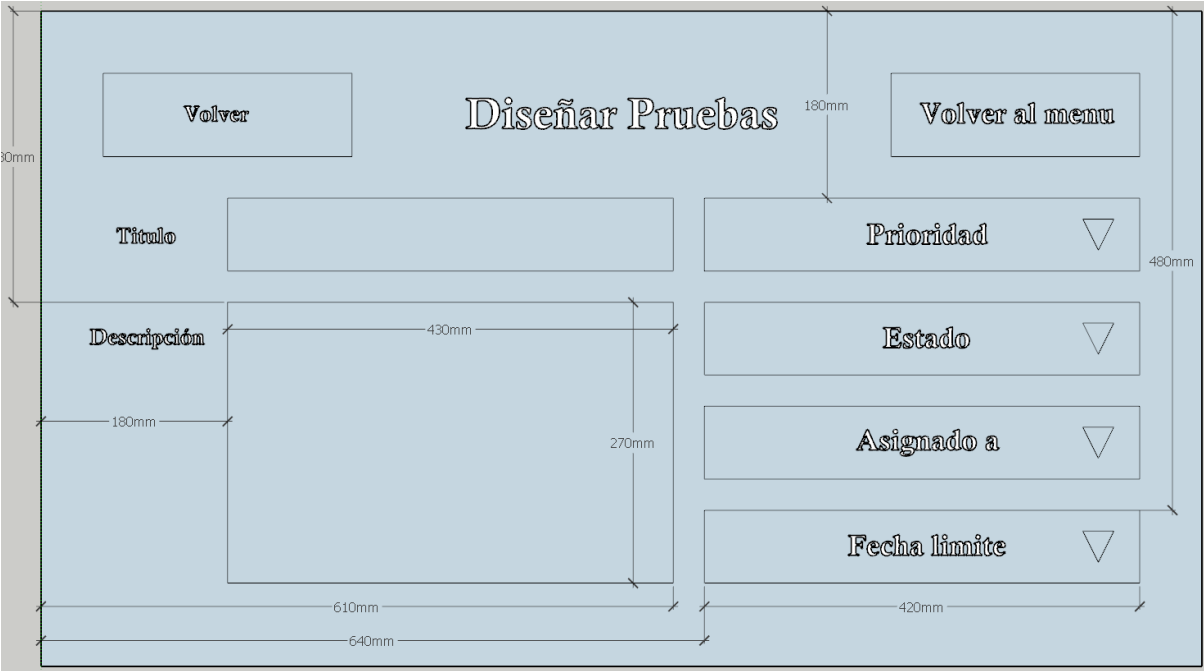 Volver
Diseñar Pruebas
180mm
Volver al menu
Titulo
Prioridad
480mm
Descripción
430mm
Estado
180mm
270mm
Asignado a
Fecha limite
610mm
420mm
640mm